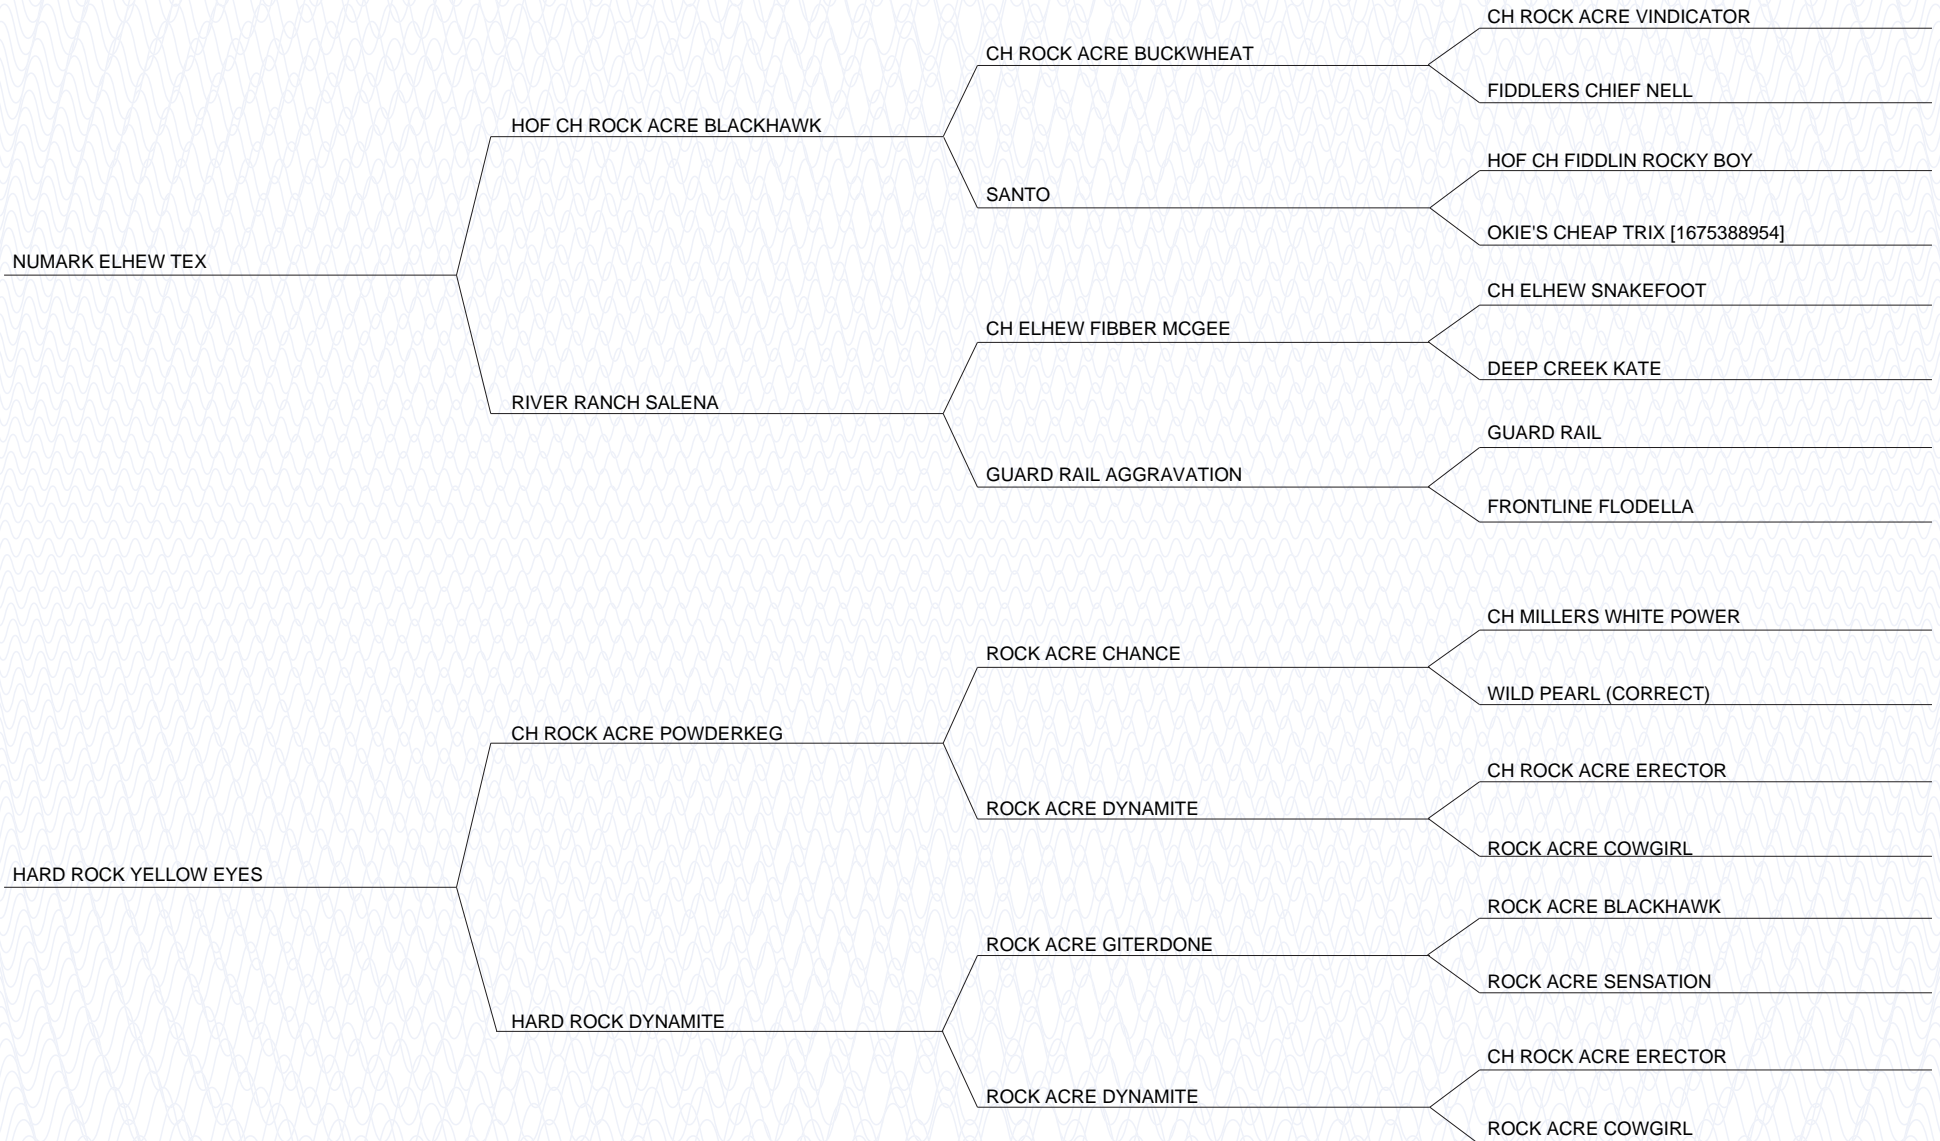 CH ROCK ACRE VINDICATOR
CH ROCK ACRE BUCKWHEAT
FIDDLERS CHIEF NELL
HOF CH ROCK ACRE BLACKHAWK
HOF CH FIDDLIN ROCKY BOY
SANTO
OKIE'S CHEAP TRIX [1675388954]
NUMARK ELHEW TEX
CH ELHEW SNAKEFOOT
CH ELHEW FIBBER MCGEE
DEEP CREEK KATE
RIVER RANCH SALENA
GUARD RAIL
GUARD RAIL AGGRAVATION
FRONTLINE FLODELLA
CH MILLERS WHITE POWER
ROCK ACRE CHANCE
WILD PEARL (CORRECT)
CH ROCK ACRE POWDERKEG
CH ROCK ACRE ERECTOR
ROCK ACRE DYNAMITE
ROCK ACRE COWGIRL
HARD ROCK YELLOW EYES
ROCK ACRE BLACKHAWK
ROCK ACRE GITERDONE
ROCK ACRE SENSATION
HARD ROCK DYNAMITE
CH ROCK ACRE ERECTOR
ROCK ACRE DYNAMITE
ROCK ACRE COWGIRL